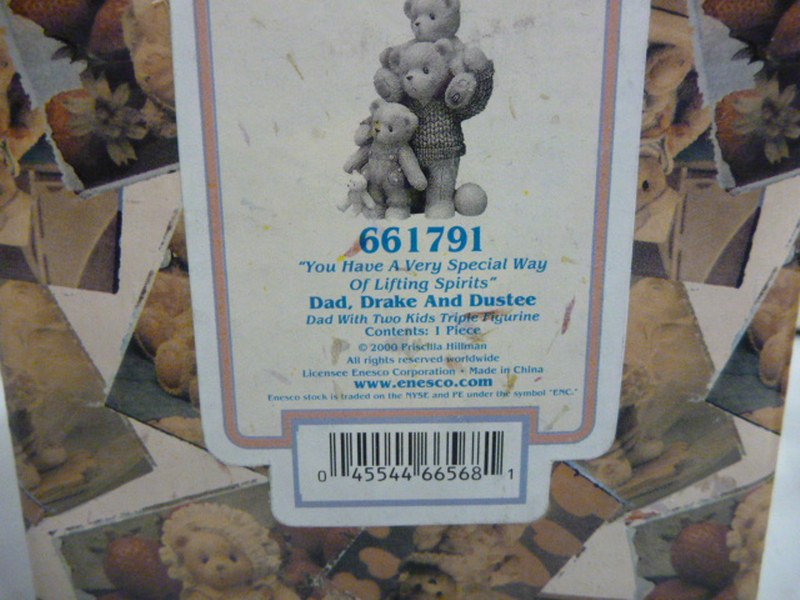 661791
"You Have A Very Special Way
Of Lifting Spirits"
Dad, Drake And Dustee
Dad With Two Kids Triple Figurine
Contents: 1 Piece
© 2000 Priscilla Hillman
All rights reserved worldwide
Licensee Enesco Corporation • Made in China
www.enesco.com
Enesco stock is traded on the NYSE and PE under the symbol "ENC."
0 45544 66568 1